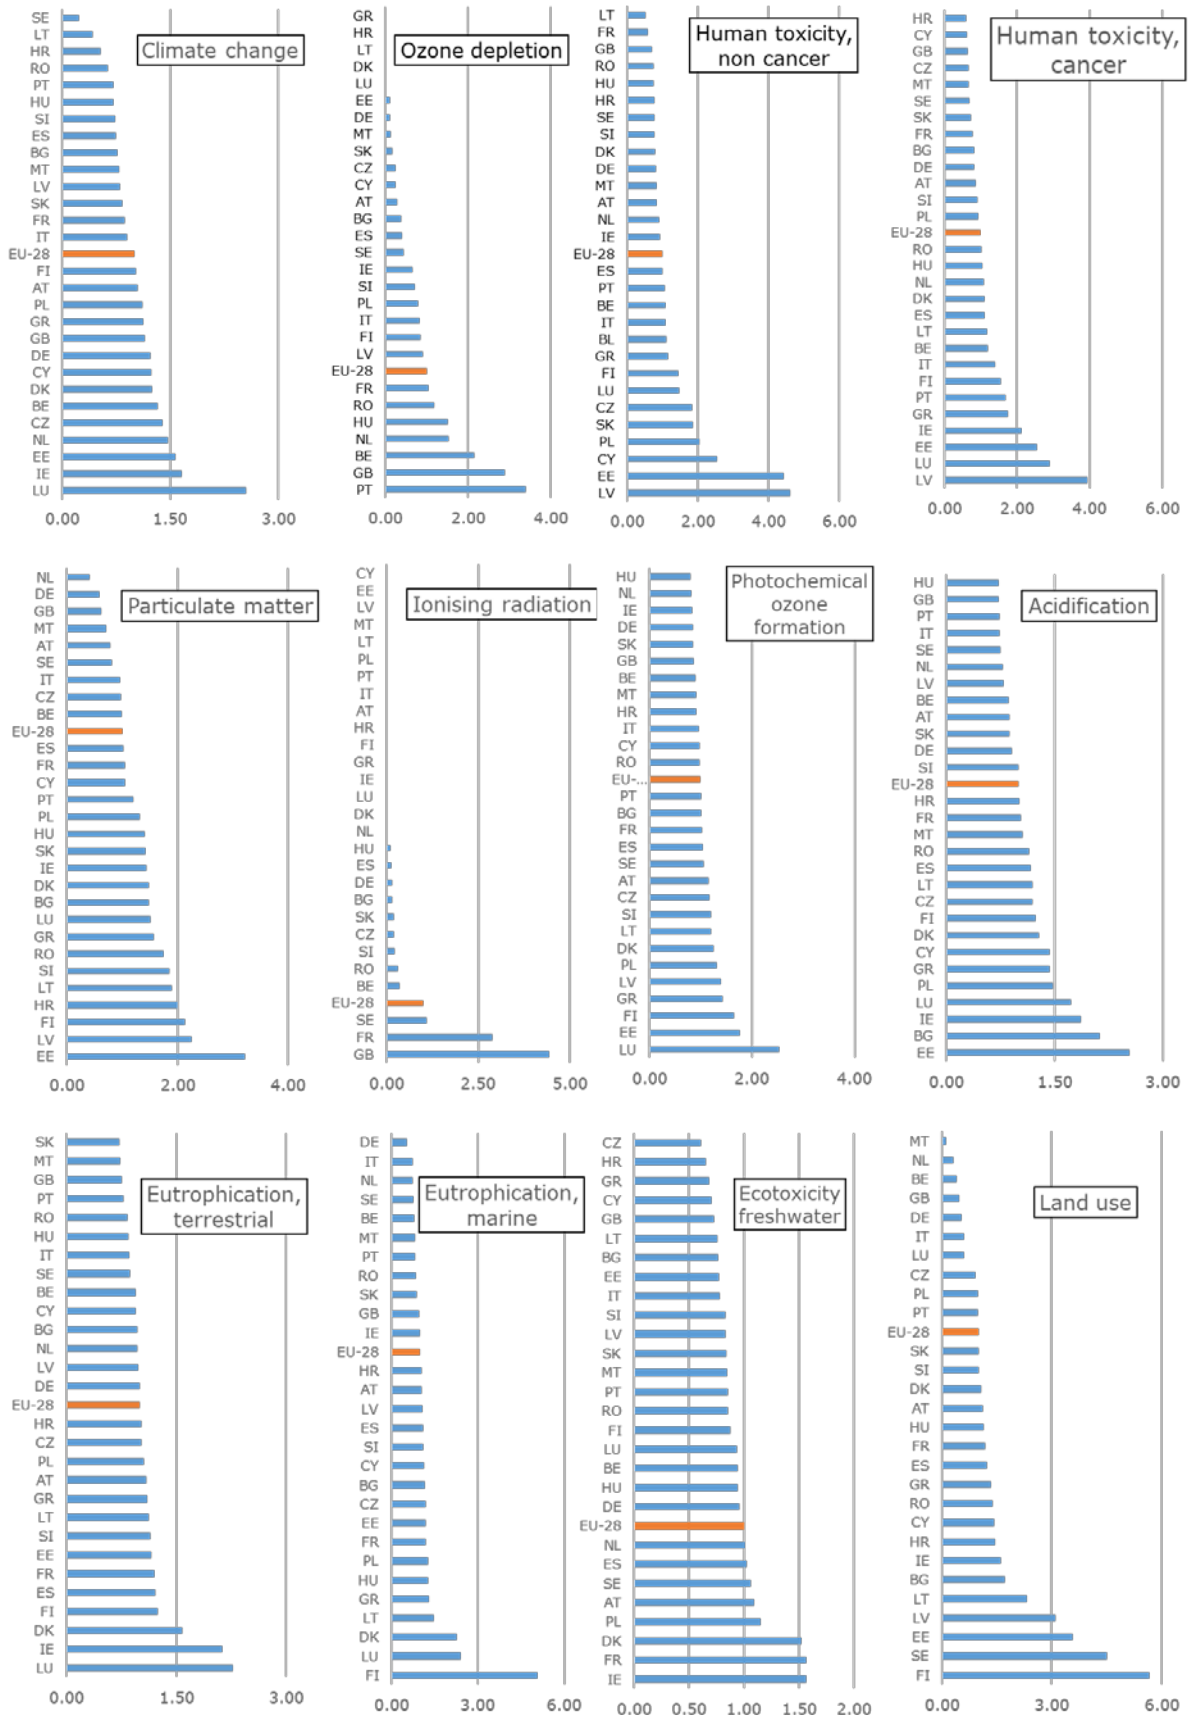 Climate change
SE
LT
HR
RO
PT
HU
SI
ES
BG
MT
LV
SK
FR
IT
EU-28
FI
AT
PL
GR
GB
DE
CY
DK
BE
CZ
NL
EE
IE
LU
0.00 1.50 3.00
Ozone depletion
GR
HR
LT
DK
LU
EE
DE
MT
SK
CZ
CY
AT
BG
ES
SE
IE
SI
PL
IT
FI
LV
EU-28
FR
RO
HU
NL
BE
GB
PT
0.00 2.00 4.00
Human toxicity,
non cancer
LT
FR
GB
RO
HU
HR
SE
SI
DK
DE
MT
AT
NL
IE
EU-28
ES
PT
BE
IT
BL
GR
FI
LU
CZ
SK
PL
CY
EE
LV
0.00 2.00 4.00 6.00
Human toxicity,
cancer
HR
CY
GB
CZ
MT
SE
SK
FR
BG
DE
AT
SI
PL
EU-28
RO
HU
NL
DK
ES
LT
BE
IT
FI
PT
GR
IE
EE
LU
LV
0.00 2.00 4.00 6.00
Particulate matter
NL
DE
GB
MT
AT
SE
IT
CZ
BE
EU-28
ES
FR
CY
PT
PL
HU
SK
IE
DK
BG
LU
GR
RO
SI
LT
HR
FI
LV
EE
0.00 2.00 4.00
Ionising radiation
CY
EE
LV
MT
LT
PL
PT
IT
AT
HR
FI
GR
IE
LU
DK
NL
HU
ES
DE
BG
SK
CZ
SI
RO
BE
EU-28
SE
FR
GB
0.00 2.50 5.00
Photochemical
ozone
formation
HU
NL
IE
DE
SK
GB
BE
MT
HR
IT
CY
RO
EU-...
PT
BG
FR
ES
SE
AT
CZ
SI
LT
DK
PL
LV
GR
FI
EE
LU
0.00 2.00 4.00
Acidification
HU
GB
PT
IT
SE
NL
LV
BE
AT
SK
DE
SI
EU-28
HR
FR
MT
RO
ES
LT
CZ
FI
DK
CY
GR
PL
LU
IE
BG
EE
0.00 1.50 3.00
Eutrophication,
terrestrial
SK
MT
GB
PT
RO
HU
IT
SE
BE
CY
BG
NL
LV
DE
EU-28
HR
CZ
PL
AT
GR
LT
SI
EE
FR
ES
FI
DK
IE
LU
0.00 1.50 3.00
Eutrophication,
marine
DE
IT
NL
SE
BE
MT
PT
RO
SK
GB
IE
EU-28
HR
AT
LV
ES
SI
CY
BG
CZ
EE
FR
PL
HU
GR
LT
DK
LU
FI
0.00 3.00 6.00
Ecotoxicity
freshwater
CZ
HR
GR
CY
GB
LT
BG
EE
IT
SI
LV
SK
MT
PT
RO
FI
LU
BE
HU
DE
EU-28
NL
ES
SE
AT
PL
DK
FR
IE
0.00 0.50 1.00 1.50 2.00
Land use
MT
NL
BE
GB
DE
IT
LU
CZ
PL
PT
EU-28
SK
SI
DK
AT
HU
FR
ES
GR
RO
CY
HR
IE
BG
LT
LV
EE
SE
FI
0.00 3.00 6.00